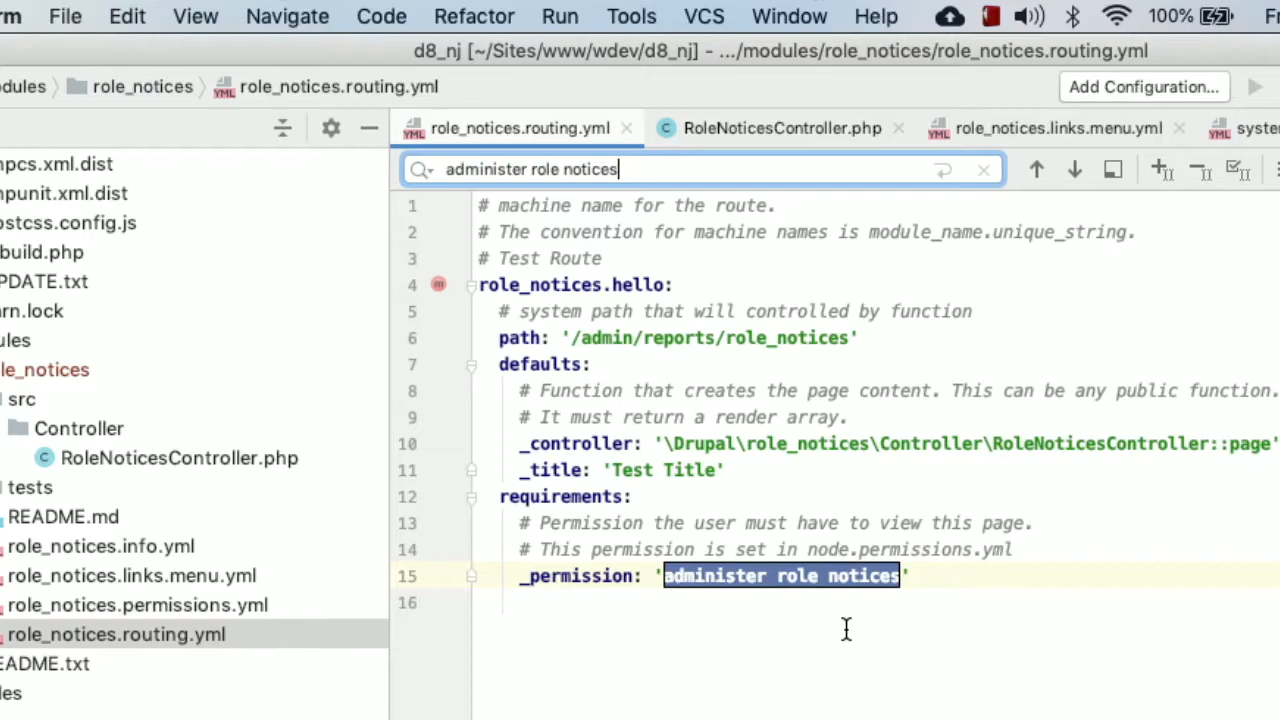 rm File Edit View Navigate Code Refactor Run Tools VCS Window Help 100% Fr
d8_nj [~/Sites/www/wdev/d8_nj] - .../modules/role_notices/role_notices.routing.yml
odules role_notices role_notices.routing.yml Add Configuration...
role_notices.routing.yml RoleNoticesController.php role_notices.links.menu.yml syste
administer role notices
npcs.xml.dist
npunit.xml.dist
ostcss.config.js
ebuild.php
PDATE.txt
arn.lock
ules
le_notices
src
Controller
RoleNoticesController.php
tests
README.md
role_notices.info.yml
role_notices.links.menu.yml
role_notices.permissions.yml
role_notices.routing.yml
EADME.txt
les
1 # machine name for the route.
2 # The convention for machine names is module_name.unique_string.
3 # Test Route
4 role_notices.hello:
5 # system path that will controlled by function
6 path: '/admin/reports/role_notices'
7 defaults:
8 # Function that creates the page content. This can be any public function.
9 # It must return a render array.
10 _controller: '\Drupal\role_notices\Controller\RoleNoticesController::page'
11 _title: 'Test Title'
12 requirements:
13 # Permission the user must have to view this page.
14 # This permission is set in node.permissions.yml
15 _permission: 'administer role notices'
16